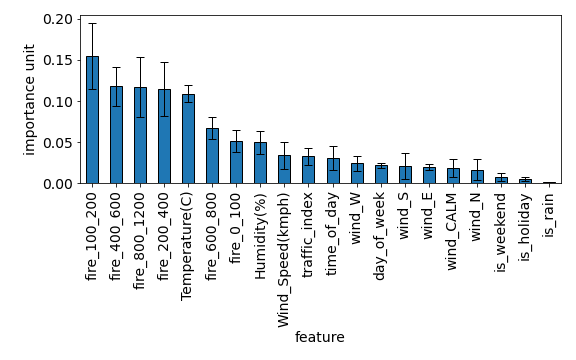 importance unit
0.20
0.15
0.10
0.05
0.00
fire_100_200
fire_400_600
fire_800_1200
fire_200_400
Temperature(C)
fire_600_800
fire_0_100
Humidity(%)
Wind_Speed(kmph)
traffic_index
time_of_day
wind_W
day_of_week
wind_S
wind_E
wind_CALM
wind_N
is_weekend
is_holiday
is_rain
feature